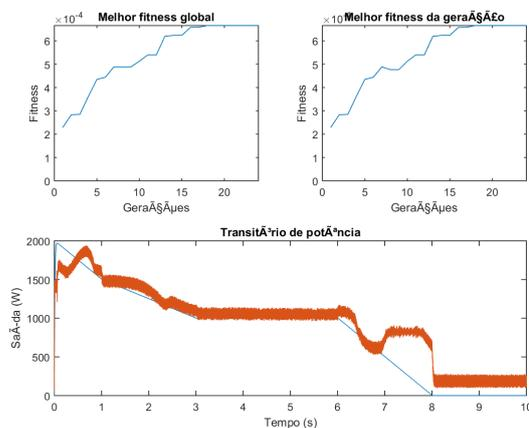 ×10⁻⁴ Melhor fitness global
6
5
4
3
2
1
0
Fitness
0 5 10 15 20
GeraÃ§Ãµes
Melhor fitness da geraÃ§Ã£o
6
5
4
3
2
1
0
Fitness
0 5 10 15 20
GeraÃ§Ãµes
TransitÃ³rio de potÃªncia
2000
1500
1000
500
0
SaÃ-da (W)
0 1 2 3 4 5 6 7 8 9 10
Tempo (s)